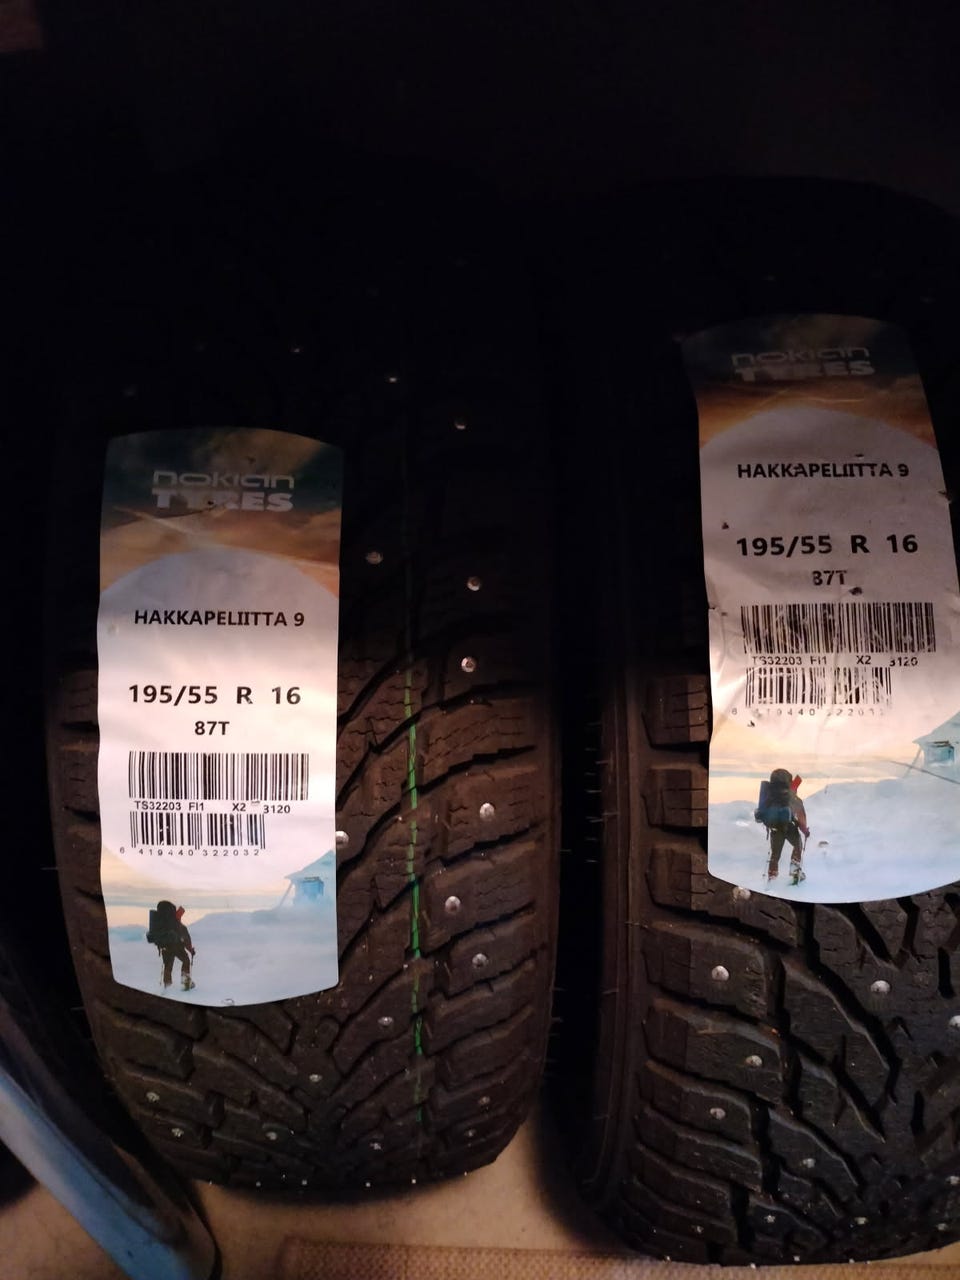 nokian
TYRES
HAKKAPELIITTA 9
195/55 R 16
87T
TS32203 FI1 X2 3120
6 419440 322032
nokian
TYRES
HAKKAPELIITTA 9
195/55 R 16
87T
TS32203 FI1 X2 3120